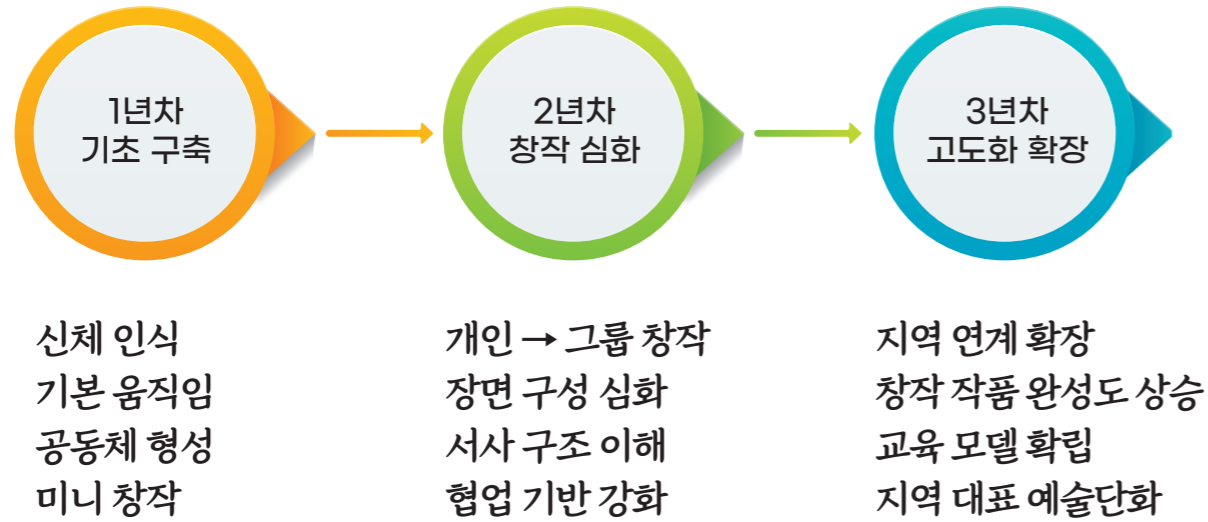 1년차
기초 구축
2년차
창작 심화
3년차
고도화 확장
신체 인식
기본 움직임
공동체 형성
미니 창작
개인 → 그룹 창작
장면 구성 심화
서사 구조 이해
협업 기반 강화
지역 연계 확장
창작 작품 완성도 상승
교육 모델 확립
지역 대표 예술단화